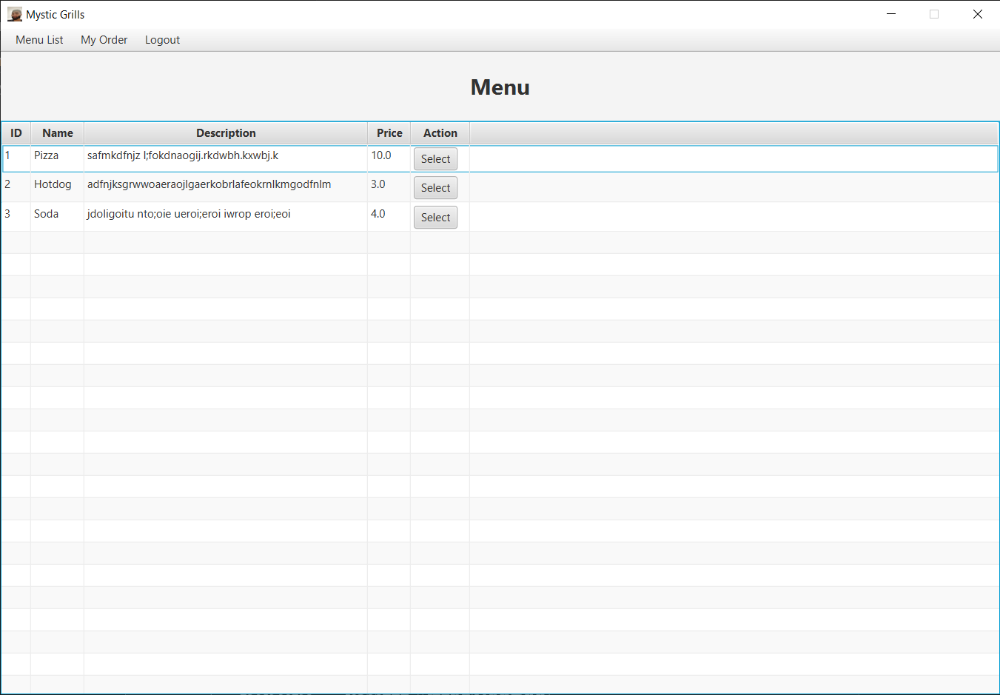 Mystic Grills
Menu List My Order Logout
Menu
ID Name Description Price Action
1 Pizza safmkdfnjz l;fokdnaogij.rkdwbh.kxwbj.k 10.0 Select
2 Hotdog adfnjksgrwwoaeraojlgaerkobrlafeokrnlkmgodfnlm 3.0 Select
3 Soda jdoligoitu nto;oie ueroi;eroi iwrop eroi;eoi 4.0 Select